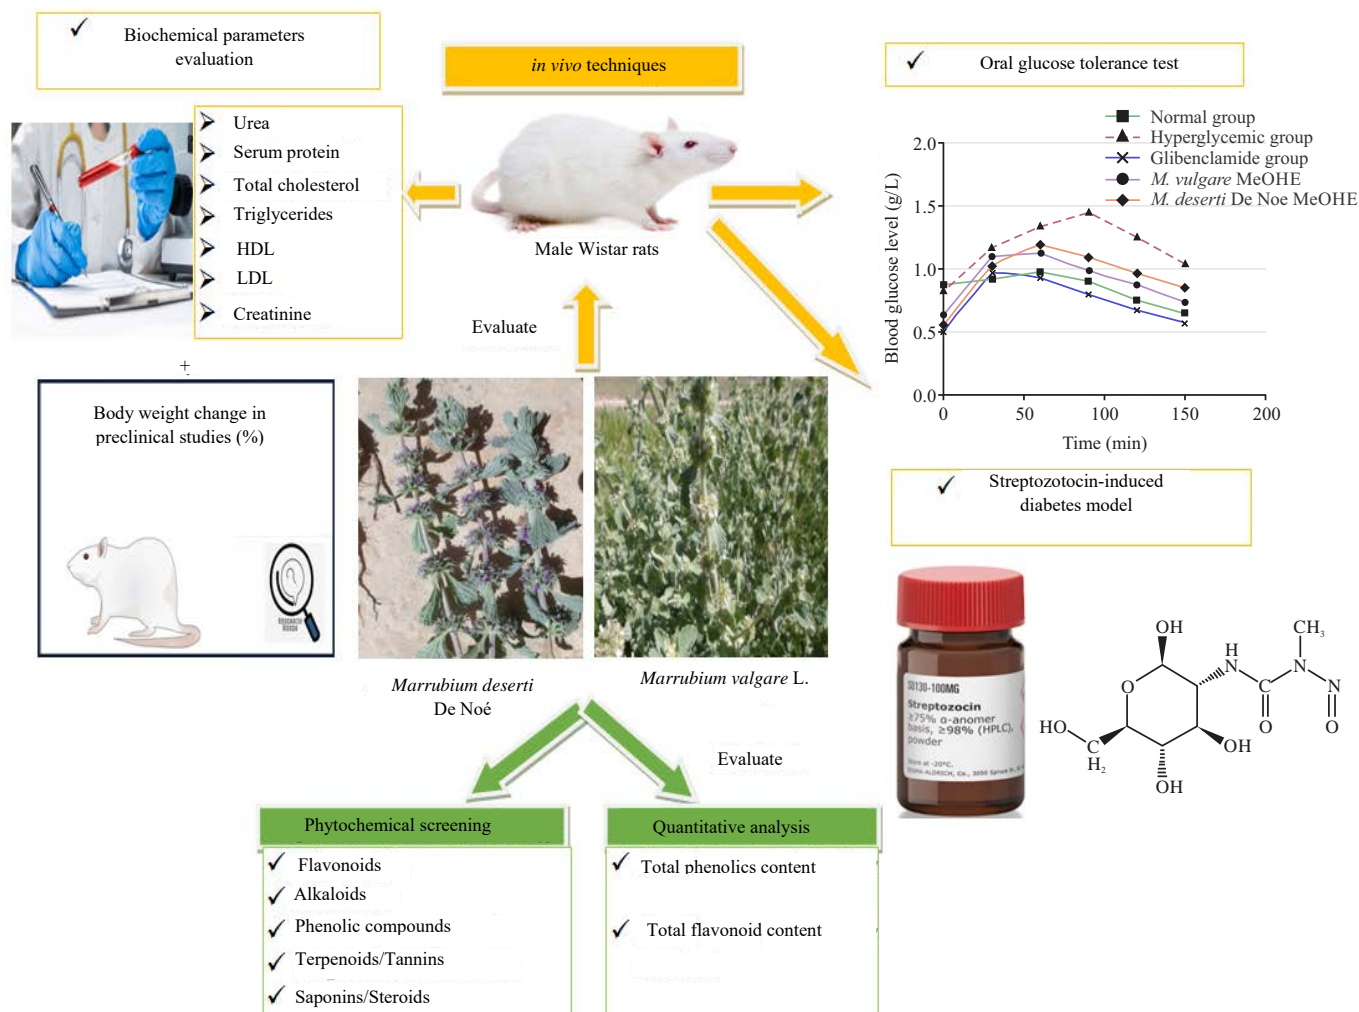 ✓ Biochemical parameters
evaluation
in vivo techniques
✓ Oral glucose tolerance test
Urea
Serum protein
Total cholesterol
Triglycerides
HDL
LDL
Creatinine
Male Wistar rats
Normal group
Hyperglycemic group
Glibenclamide group
M. vulgare MeOHE
M. deserti De Noe MeOHE
Blood glucose level (g/L)
2.0
1.5
1.0
0.5
0.0
0
50
100
150
200
Time (min)
Evaluate
+
Body weight change in
preclinical studies (%)
✓ Streptozotocin-induced
diabetes model
Marrubium deserti
De Noé
Marrubium valgare L.
Streptozocin
≥75% α-anomer
basis, ≥98% (HPLC),
powder
OH
CH₃
H
N
N
N
O
C
O
O
HO
C
H₂
OH
OH
Evaluate
Phytochemical screening
✓ Flavonoids
✓ Alkaloids
✓ Phenolic compounds
✓ Terpenoids/Tannins
✓ Saponins/Steroids
Quantitative analysis
✓ Total phenolics content
✓ Total flavonoid content